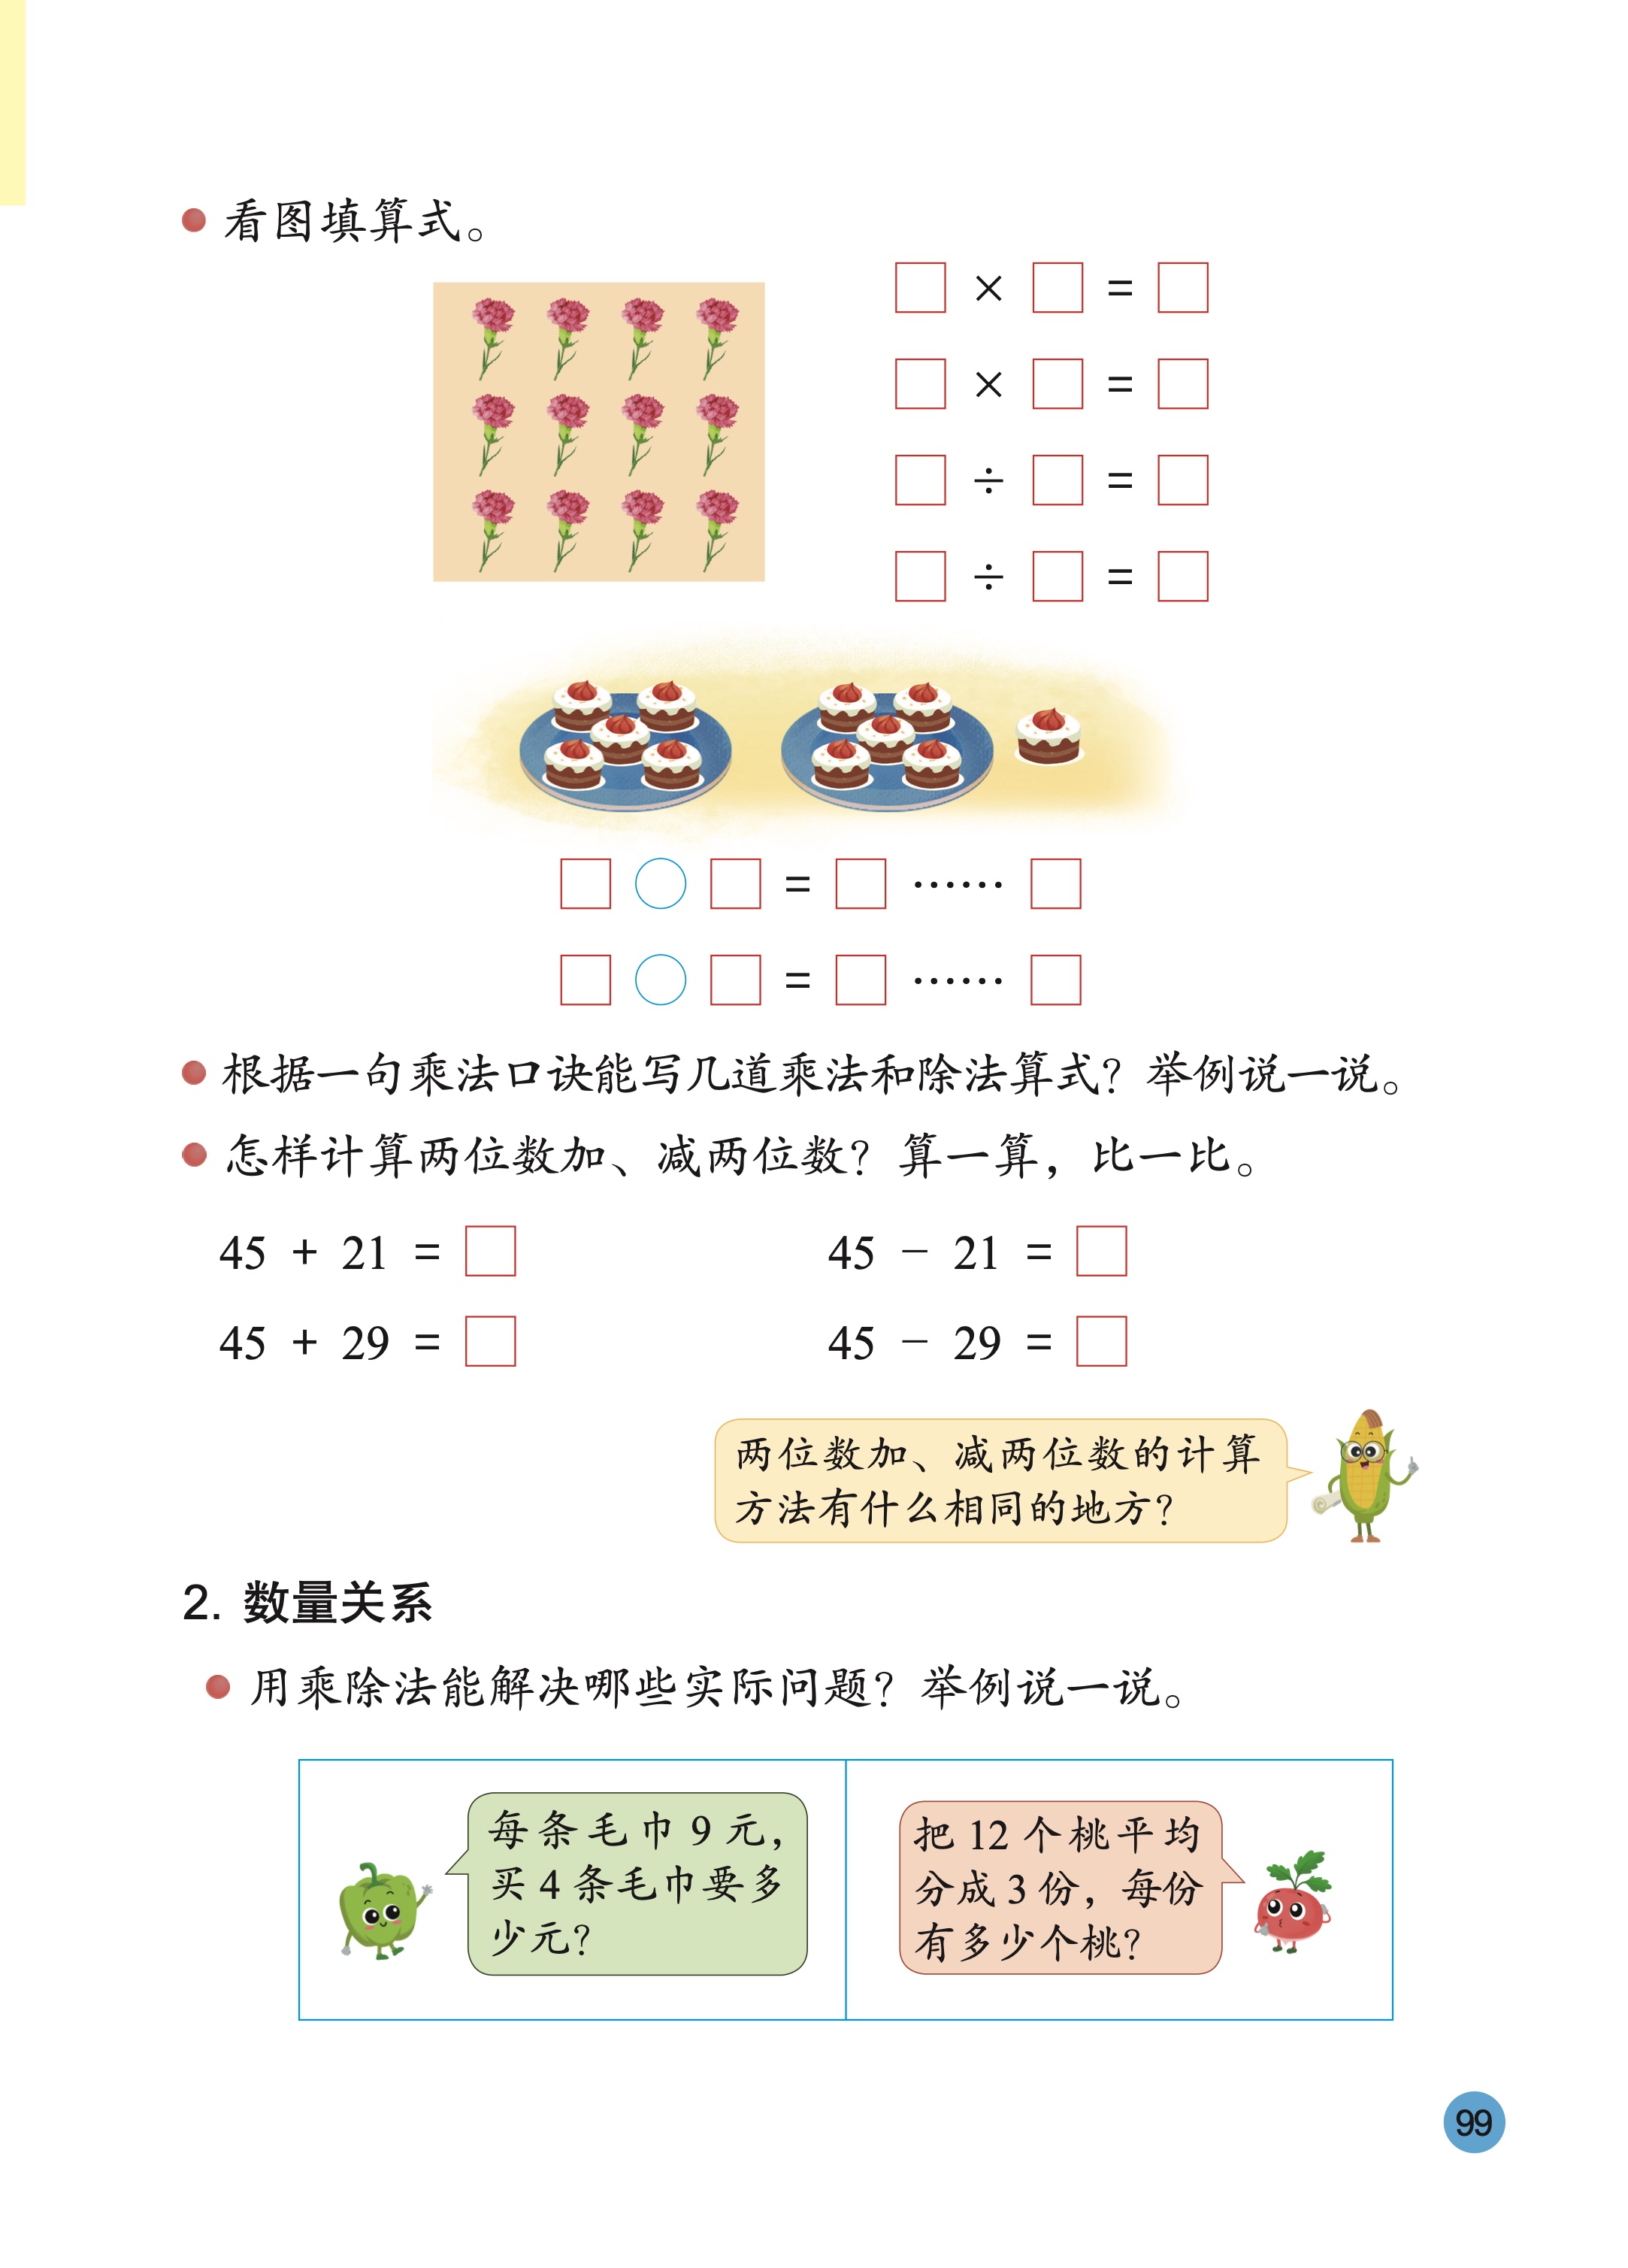 看图填算式。
□ × □ = □
□ × □ = □
□ ÷ □ = □
□ ÷ □ = □
□ ○ □ = □ …… □
□ ○ □ = □ …… □
根据一句乘法口诀能写几道乘法和除法算式？举例说一说。
怎样计算两位数加、减两位数？算一算，比一比。
45 + 21 = □ 45 − 21 = □
45 + 29 = □ 45 − 29 = □
两位数加、减两位数的计算
方法有什么相同的地方？
2. 数量关系
用乘除法能解决哪些实际问题？举例说一说。
每条毛巾 9 元，
买 4 条毛巾要多
少元？
把 12 个桃平均
分成 3 份，每份
有多少个桃？
99